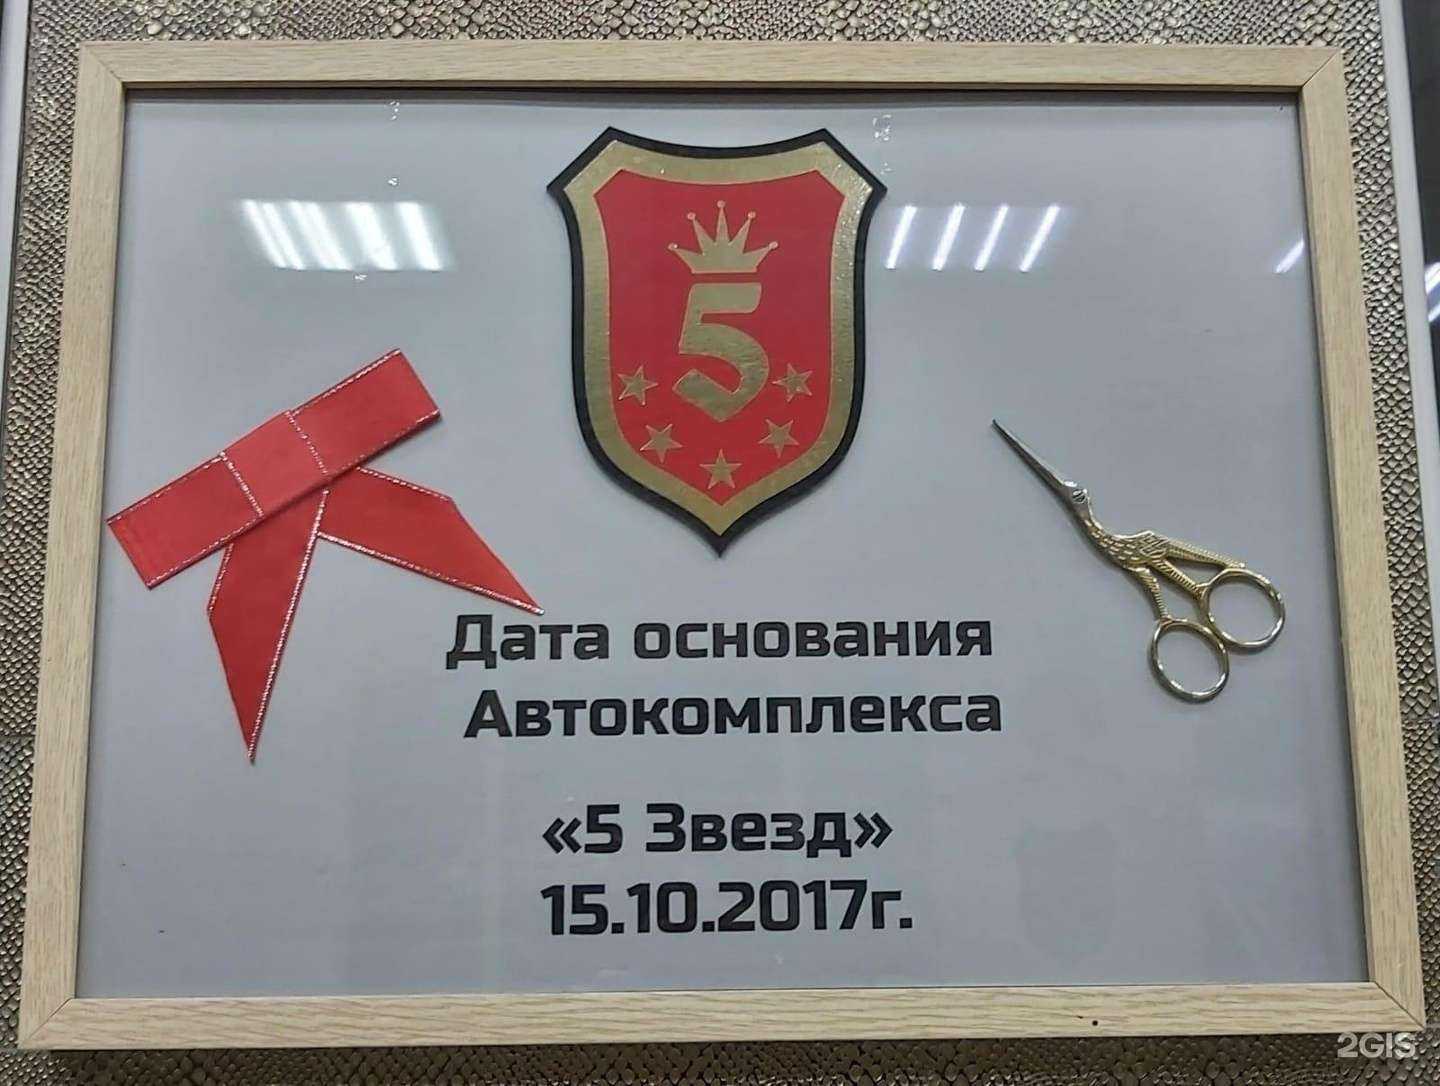 5
Дата основания
Автокомплекса
«5 Звезд»
15.10.2017г.
2GIS